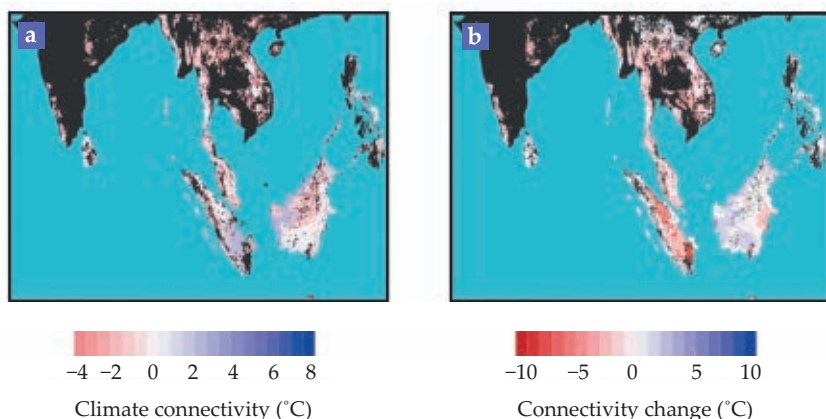 a b
−4 −2 0 2 4 6 8
−10 −5 0 5 10
Climate connectivity (˚C)
Connectivity change (˚C)